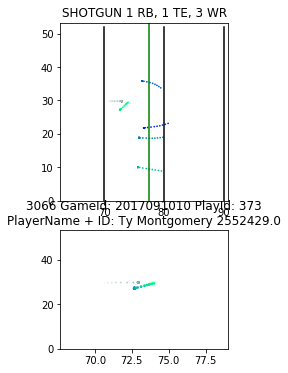 SHOTGUN 1 RB, 1 TE, 3 WR
50
40
30
20
10
0
70 80 90
3066 GameId: 2017091010 PlayId: 373
PlayerName + ID: Ty Montgomery 2552429.0
40
20
0
70.0 72.5 75.0 77.5